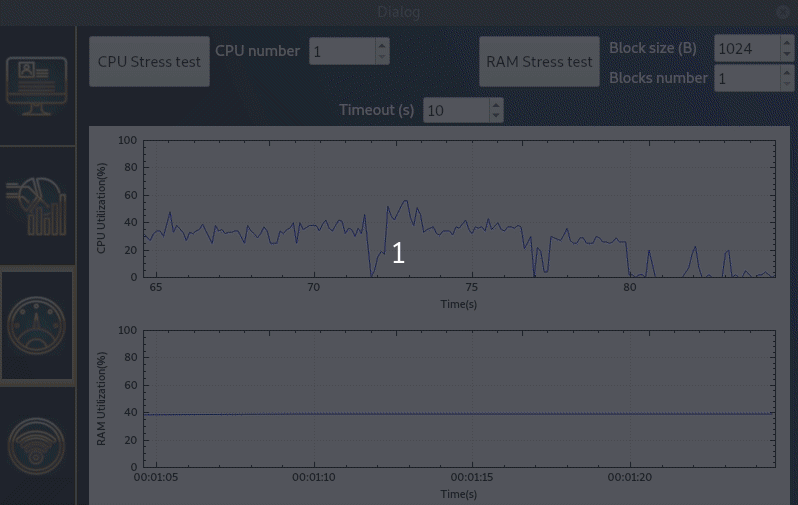 Dialog
CPU Stress test
CPU number
1
RAM Stress test
Block size (B)
1024
Blocks number
1
Timeout (s)
10
CPU Utilization(%)
100
80
60
40
20
0
65
70
75
80
Time(s)
1
RAM Utilization(%)
100
80
60
40
20
0
00:01:05
00:01:10
00:01:15
00:01:20
Time(s)